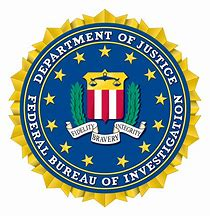 DEPARTMENT OF JUSTICE
FIDELITY BRAVERY INTEGRITY
FEDERAL BUREAU OF INVESTIGATION